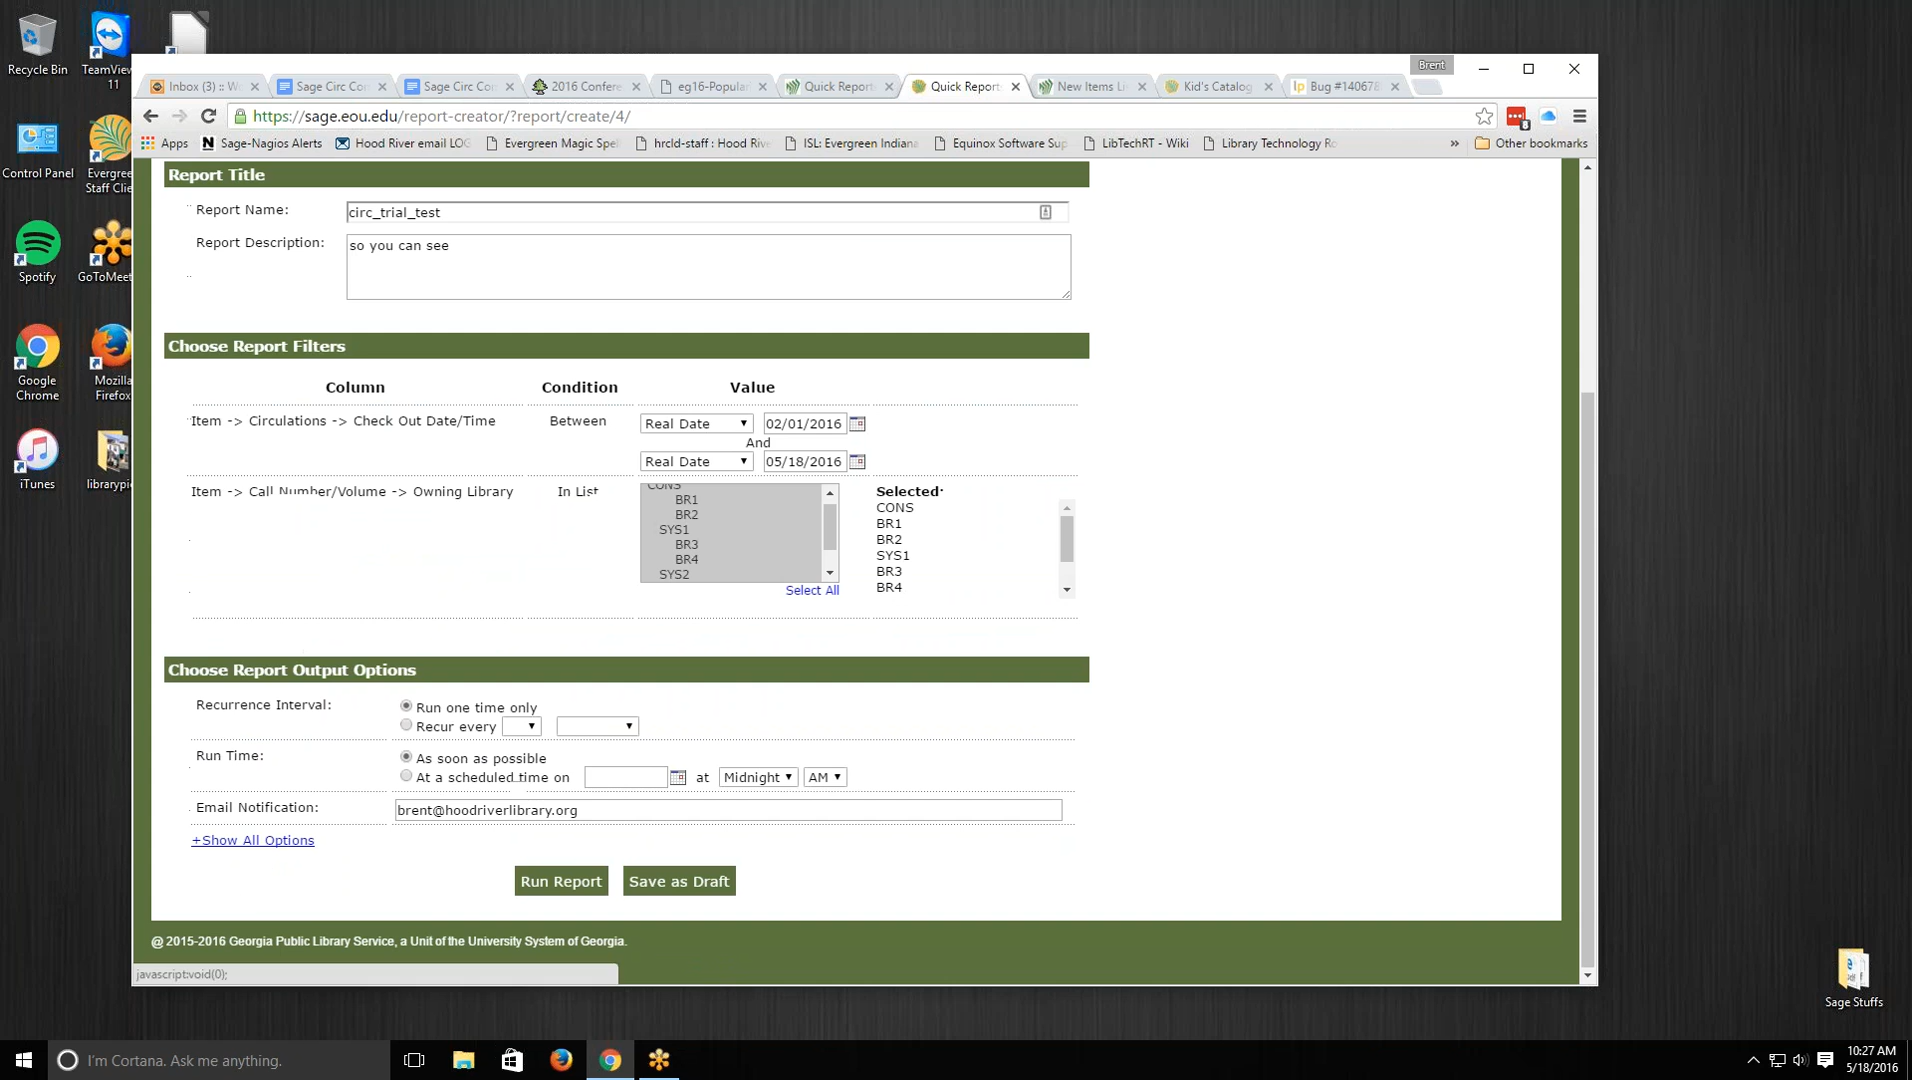 Recycle Bin
TeamView
11
Control Panel
Evergree
Staff Clie
Spotify
GoToMeet
Google
Chrome
Mozilla
Firefox
iTunes
librarypi
Brent
Inbox (3) :: W
Sage Circ Con
Sage Circ Con
2016 Confere
eg16-Popular
Quick Report
Quick Report
New Items Li
Kid's Catalog
Bug #140678
https://sage.eou.edu/report-creator/?report/create/4/
Apps
Sage-Nagios Alerts
Hood River email LOG
Evergreen Magic Spel
hrcld-staff : Hood Rive
ISL: Evergreen Indiana
Equinox Software Sup
LibTechRT - Wiki
Library Technology Ro
»
Other bookmarks
Report Title
Report Name:
circ_trial_test
Report Description:
so you can see
Choose Report Filters
Column
Condition
Value
Item -> Circulations -> Check Out Date/Time
Between
Real Date
02/01/2016
And
Real Date
05/18/2016
Item -> Call Number/Volume -> Owning Library
In List
CONS
BR1
BR2
SYS1
BR3
BR4
SYS2
Select All
Selected:
CONS
BR1
BR2
SYS1
BR3
BR4
Choose Report Output Options
Recurrence Interval:
Run one time only
Recur every
Run Time:
As soon as possible
At a scheduled time on
at
Midnight
AM
Email Notification:
brent@hoodriverlibrary.org
+Show All Options
Run Report
Save as Draft
@ 2015-2016 Georgia Public Library Service, a Unit of the University System of Georgia.
javascript:void(0);
Sage Stuffs
I'm Cortana. Ask me anything.
10:27 AM
5/18/2016